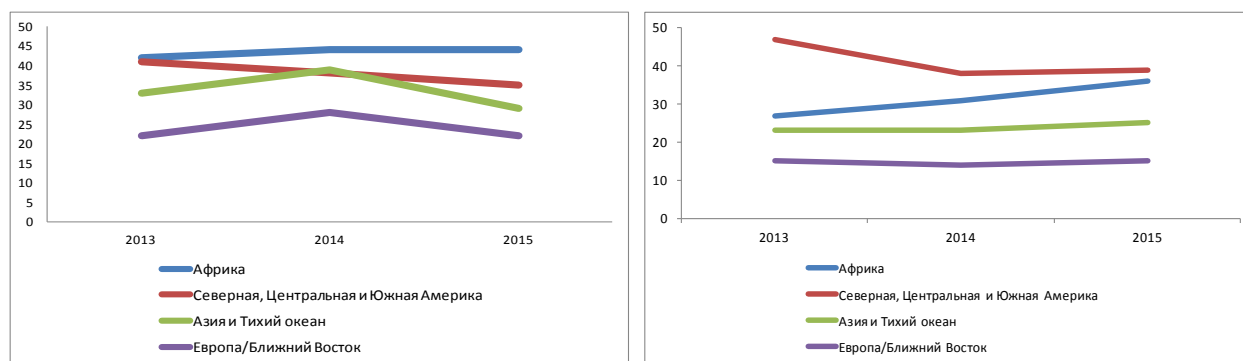 50
45
40
35
30
25
20
15
10
5
0
2013 2014 2015
Африка
Северная, Центральная и Южная Америка
Азия и Тихий океан
Европа/Ближний Восток
50
40
30
20
10
0
2013 2014 2015
Африка
Северная, Центральная и Южная Америка
Азия и Тихий океан
Европа/Ближний Восток